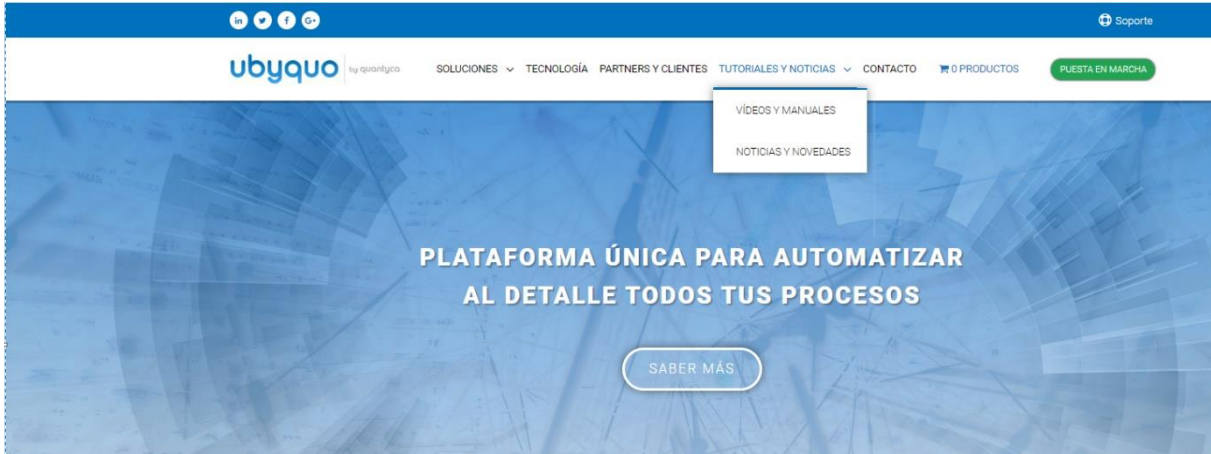 Soporte
ubyquo by quanlyca
SOLUCIONES TECNOLOGÍA PARTNERS Y CLIENTES TUTORIALES Y NOTICIAS CONTACTO 0 PRODUCTOS PUESTA EN MARCHA
VÍDEOS Y MANUALES
NOTICIAS Y NOVEDADES
PLATAFORMA ÚNICA PARA AUTOMATIZAR
AL DETALLE TODOS TUS PROCESOS
SABER MÁS